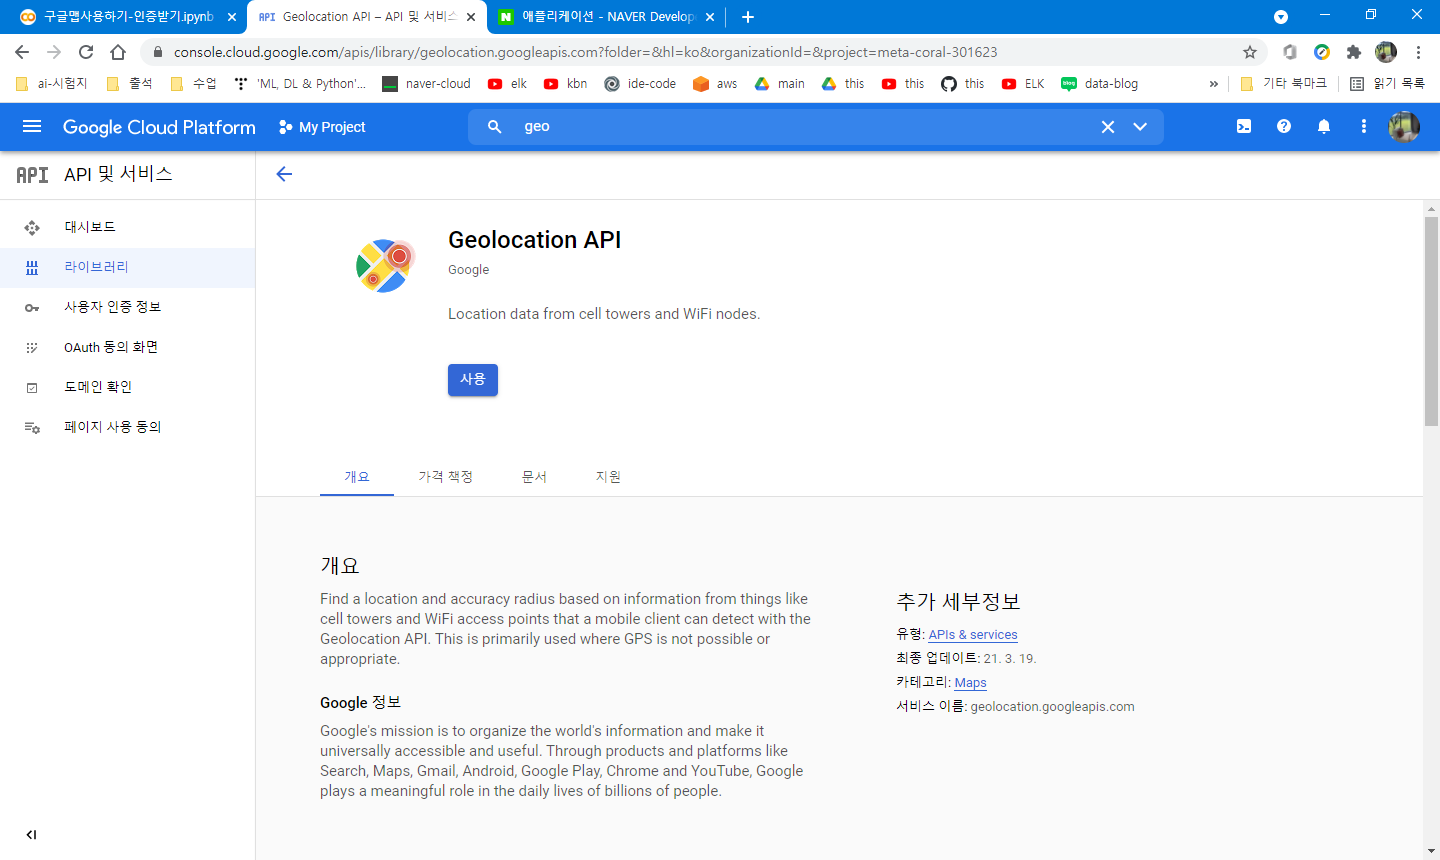 구글맵사용하기-인증받기.ipynb
API Geolocation API – API 및 서비스
애플리케이션 - NAVER Develop
console.cloud.google.com/apis/library/geolocation.googleapis.com?folder=&hl=ko&organizationId=&project=meta-coral-301623
ai-시험지 출석 수업 'ML, DL & Python'... naver-cloud elk kbn ide-code aws main this this this ELK data-blog » 기타 북마크 읽기 목록
Google Cloud Platform My Project geo
API API 및 서비스
대시보드
라이브러리
사용자 인증 정보
OAuth 동의 화면
도메인 확인
페이지 사용 동의
Geolocation API
Google
Location data from cell towers and WiFi nodes.
사용
개요 가격 책정 문서 지원
개요
Find a location and accuracy radius based on information from things like
cell towers and WiFi access points that a mobile client can detect with the
Geolocation API. This is primarily used where GPS is not possible or
appropriate.
Google 정보
Google's mission is to organize the world's information and make it
universally accessible and useful. Through products and platforms like
Search, Maps, Gmail, Android, Google Play, Chrome and YouTube, Google
plays a meaningful role in the daily lives of billions of people.
추가 세부정보
유형: APIs & services
최종 업데이트: 21. 3. 19.
카테고리: Maps
서비스 이름: geolocation.googleapis.com